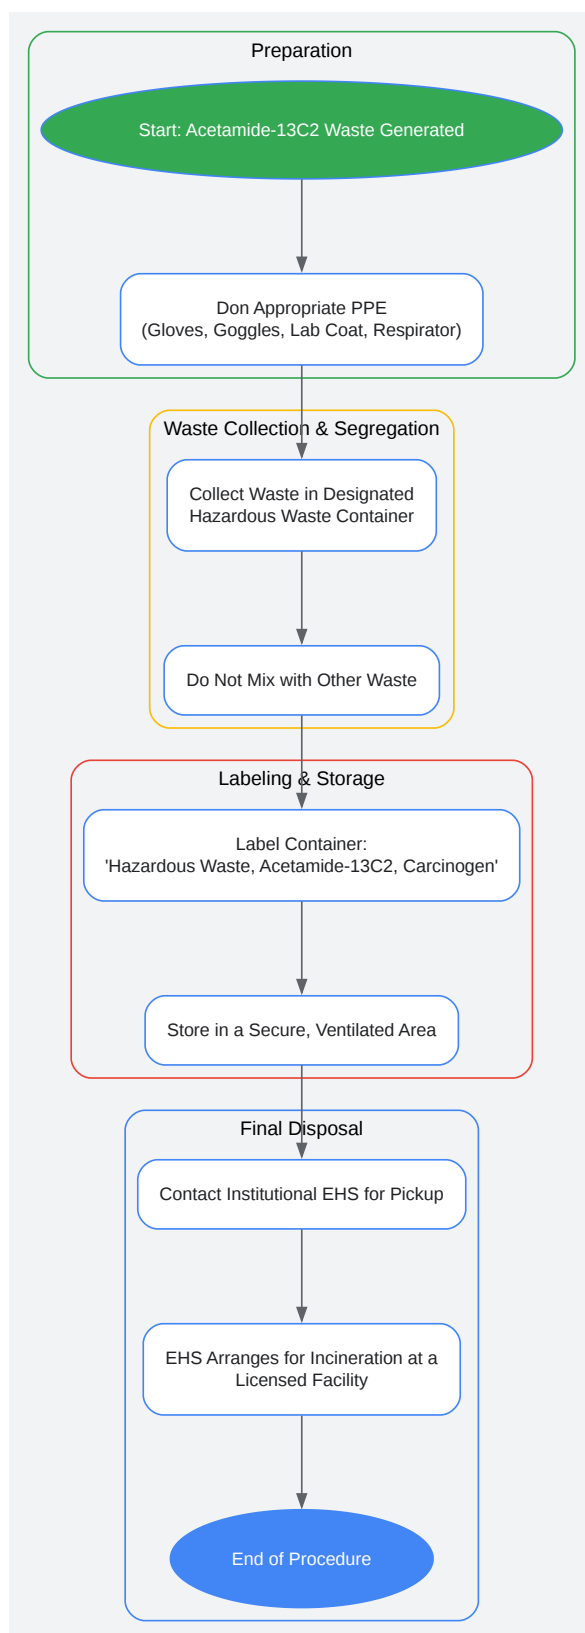 Preparation
Start: Acetamide-13C2 Waste Generated
Don Appropriate PPE
(Gloves, Goggles, Lab Coat, Respirator)
Waste Collection & Segregation
Collect Waste in Designated
Hazardous Waste Container
Do Not Mix with Other Waste
Labeling & Storage
Label Container:
'Hazardous Waste, Acetamide-13C2, Carcinogen'
Store in a Secure, Ventilated Area
Final Disposal
Contact Institutional EHS for Pickup
EHS Arranges for Incineration at a
Licensed Facility
End of Procedure